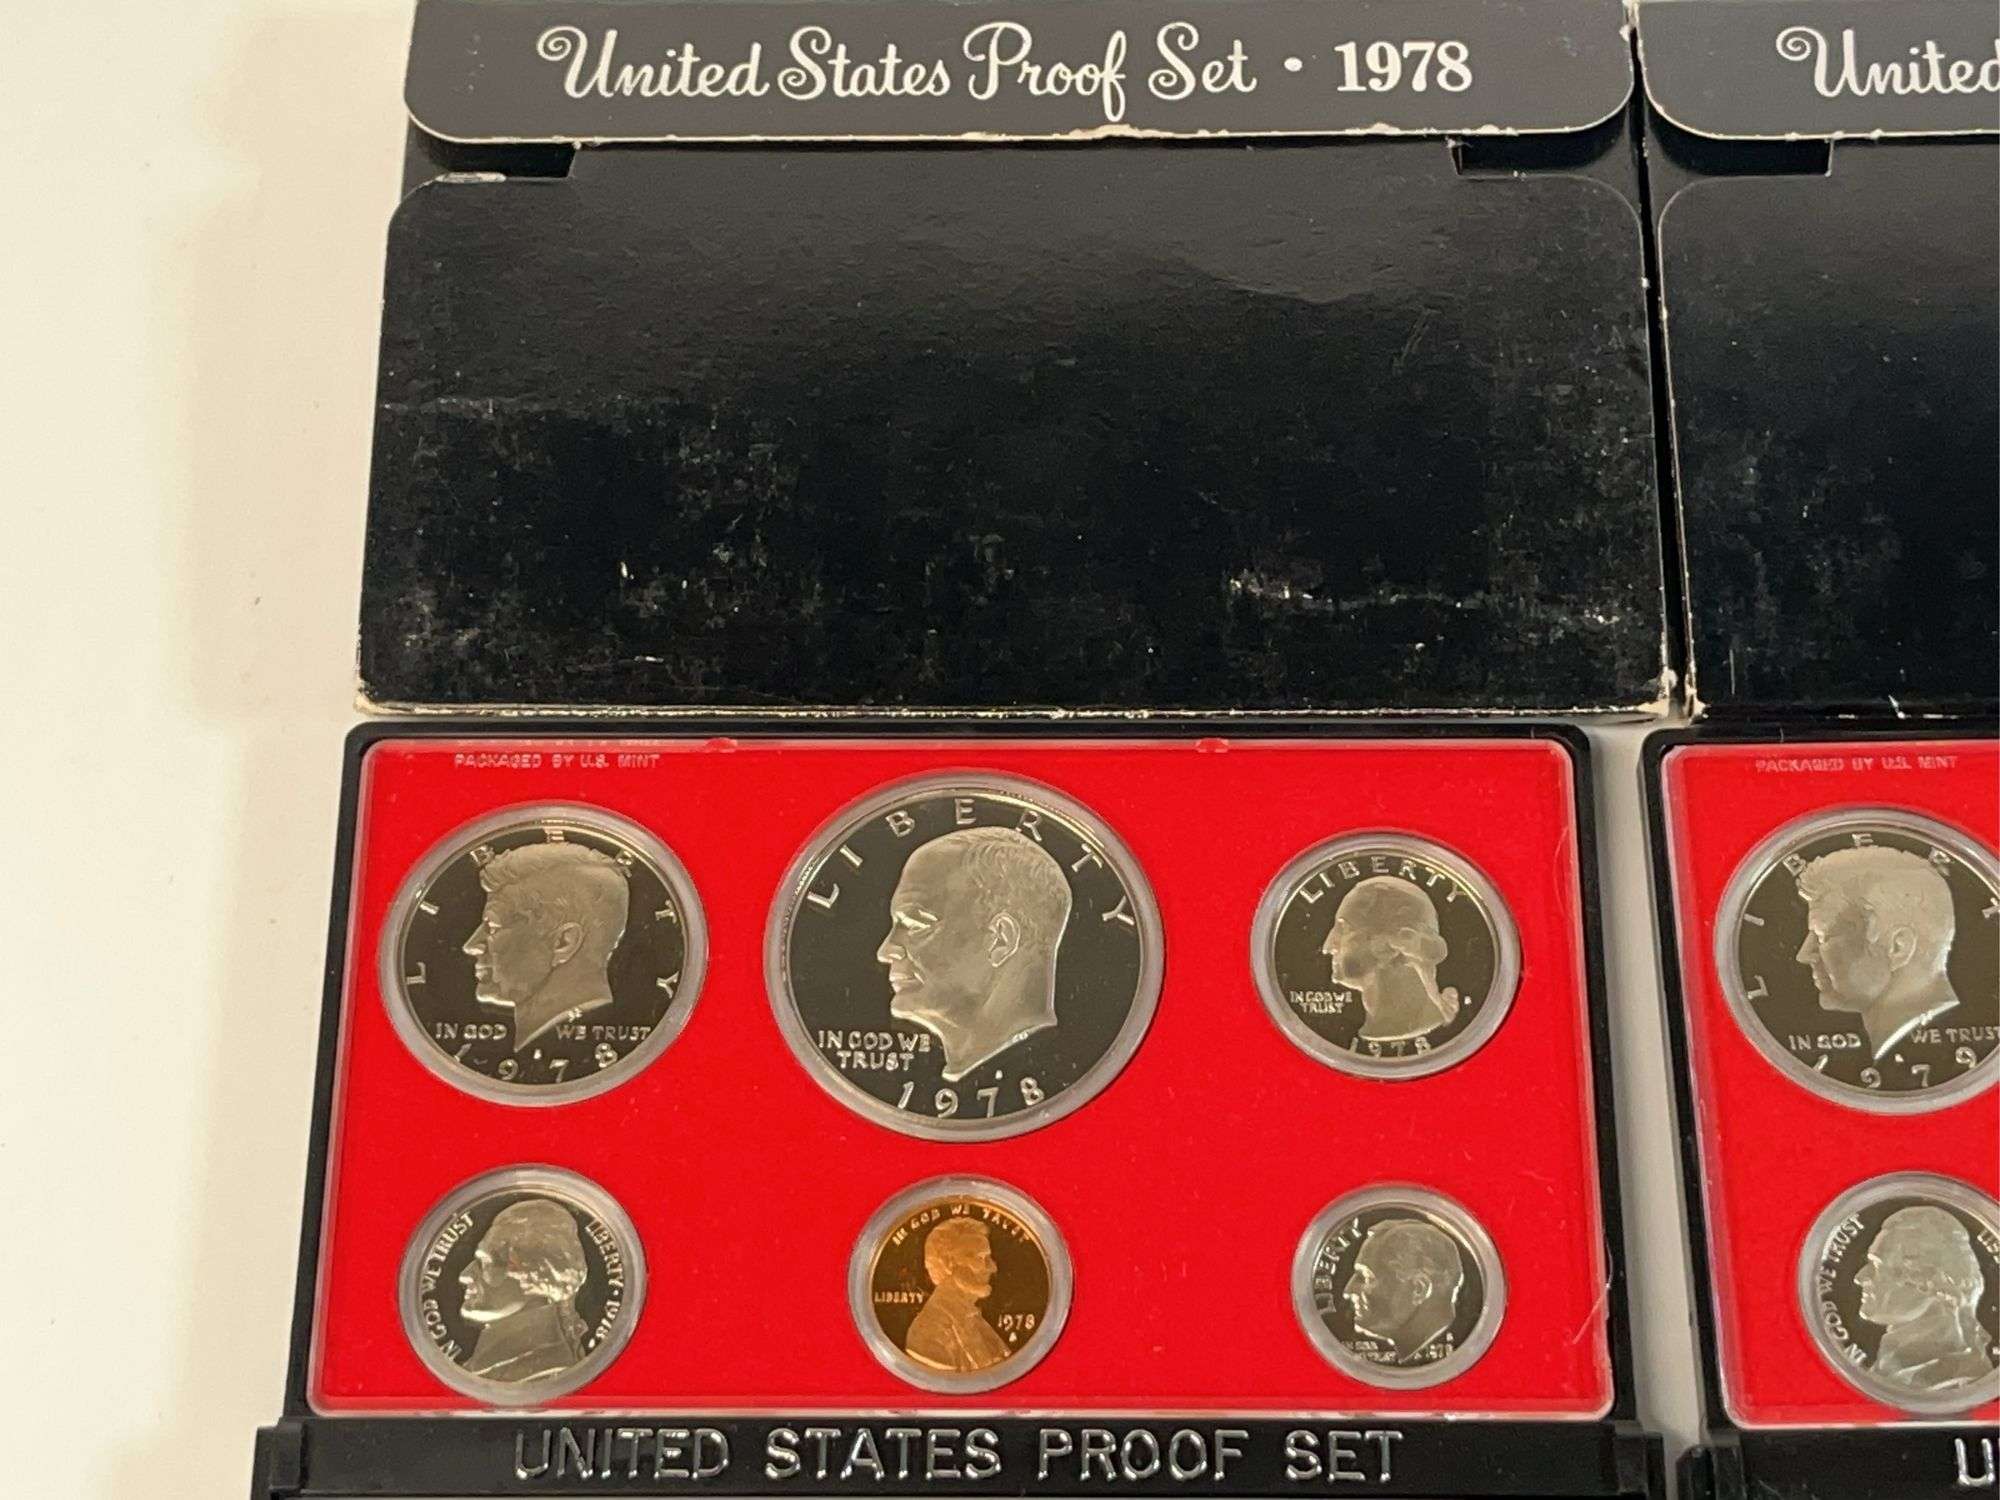 United States Proof Set • 1978
United
PACKAGED BY U.S. MINT
PACKAGED BY U.S. MINT
LIBERTY
IN GOD WE TRUST
1978
LIBERTY
IN GOD WE
TRUST
1978
LIBERTY
IN GOD WE
TRUST
S
1978
LIBERTY
IN GOD WE TRUST
1979
IN GOD WE TRUST
LIBERTY • 1978
IN GOD WE TRUST
LIBERTY
1978
S
LIBERTY
1978
IN GOD WE TRUST
UNITED STATES PROOF SET
U